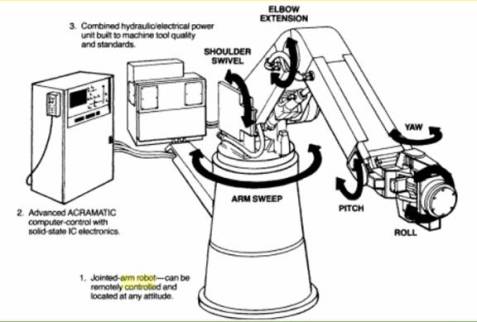 3. Combined hydraulic/electrical power
unit built to machine tool quality
and standards.
ELBOW
EXTENSION
SHOULDER
SWIVEL
YAW
ARM SWEEP
PITCH
ROLL
2. Advanced ACRAMATIC
computer-control with
solid-state IC electronics.
1. Jointed-arm robot—can be
remotely controlled and
located at any attitude.